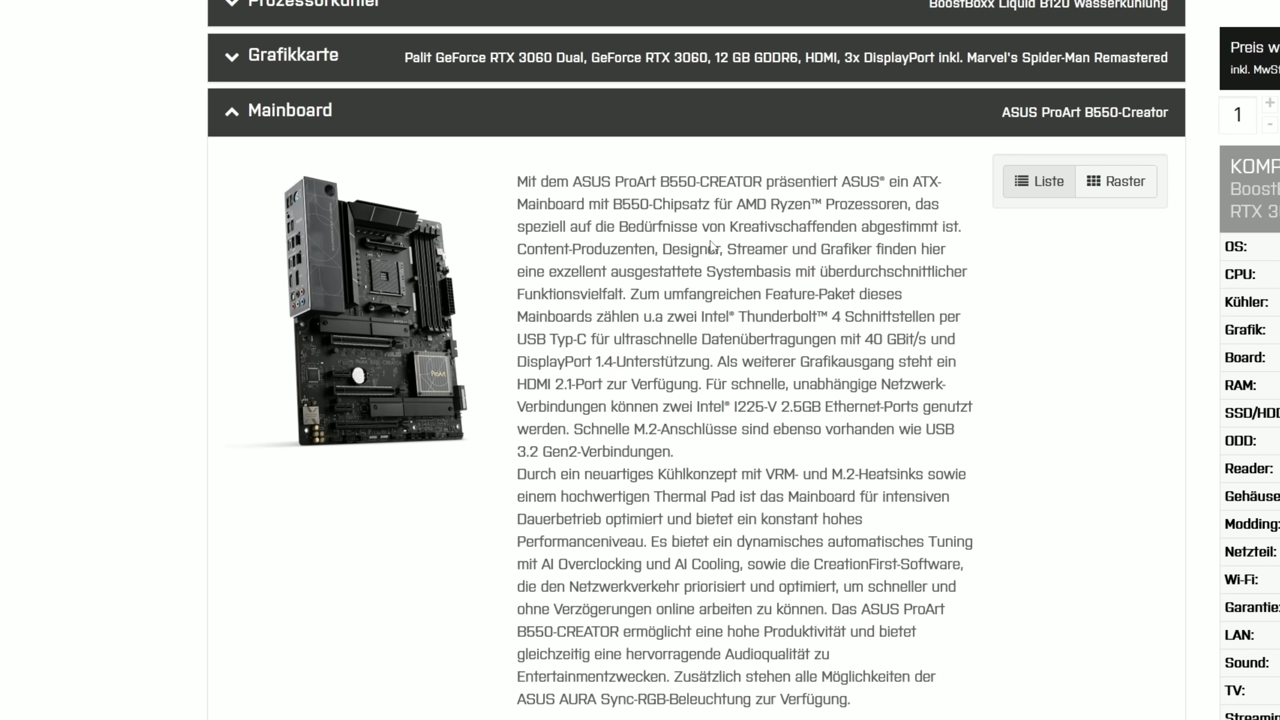 Prozessorkühler
BoostBoxx Liquid B120 Wasserkühlung
Grafikkarte
Palit GeForce RTX 3060 Dual, GeForce RTX 3060, 12 GB GDDR6, HDMI, 3x DisplayPort inkl. Marvel's Spider-Man Remastered
Preis w
inkl. MwSt
Mainboard
ASUS ProArt B550-Creator
1
+
-
Liste
Raster
KOMP
BoostB
RTX 3
Mit dem ASUS ProArt B550-CREATOR präsentiert ASUS® ein ATX-
Mainboard mit B550-Chipsatz für AMD Ryzen™ Prozessoren, das
speziell auf die Bedürfnisse von Kreativschaffenden abgestimmt ist.
Content-Produzenten, Designer, Streamer und Grafiker finden hier
eine exzellent ausgestattete Systembasis mit überdurchschnittlicher
Funktionsvielfalt. Zum umfangreichen Feature-Paket dieses
Mainboards zählen u.a zwei Intel® Thunderbolt™ 4 Schnittstellen per
USB Typ-C für ultraschnelle Datenübertragungen mit 40 GBit/s und
DisplayPort 1.4-Unterstützung. Als weiterer Grafikausgang steht ein
HDMI 2.1-Port zur Verfügung. Für schnelle, unabhängige Netzwerk-
Verbindungen können zwei Intel® I225-V 2.5GB Ethernet-Ports genutzt
werden. Schnelle M.2-Anschlüsse sind ebenso vorhanden wie USB
3.2 Gen2-Verbindungen.
Durch ein neuartiges Kühlkonzept mit VRM- und M.2-Heatsinks sowie
einem hochwertigen Thermal Pad ist das Mainboard für intensiven
Dauerbetrieb optimiert und bietet ein konstant hohes
Performanceniveau. Es bietet ein dynamisches automatisches Tuning
mit AI Overclocking und AI Cooling, sowie die CreationFirst-Software,
die den Netzwerkverkehr priorisiert und optimiert, um schneller und
ohne Verzögerungen online arbeiten zu können. Das ASUS ProArt
B550-CREATOR ermöglicht eine hohe Produktivität und bietet
gleichzeitig eine hervorragende Audioqualität zu
Entertainmentzwecken. Zusätzlich stehen alle Möglichkeiten der
ASUS AURA Sync-RGB-Beleuchtung zur Verfügung.
ProArt
OS:
CPU:
Kühler:
Grafik:
Board:
RAM:
SSD/HDD
ODD:
Reader:
Gehäuse
Modding:
Netzteil:
Wi-Fi:
Garantie:
LAN:
Sound:
TV:
Streaming